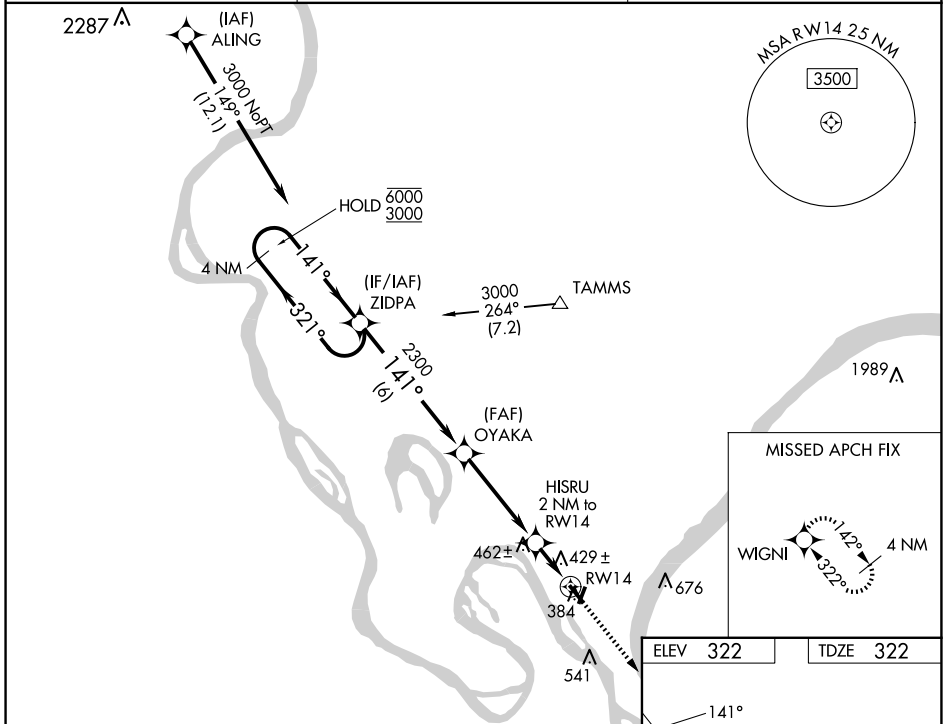 2287
(IAF)
ALING
3000 NoPT
149°
(12.1)
MSA RW14 25 NM
3500
HOLD 6000
3000
4 NM
141°
321°
(IF/IAF)
ZIDPA
3000
264°
(7.2)
TAMMS
2300
141°
(6)
1989
(FAF)
OYAKA
HISRU
2 NM to
RW14
462±
429 ±
RW14
384
676
541
MISSED APCH FIX
WIGNI
142°
322°
4 NM
ELEV 322
TDZE 322
141°